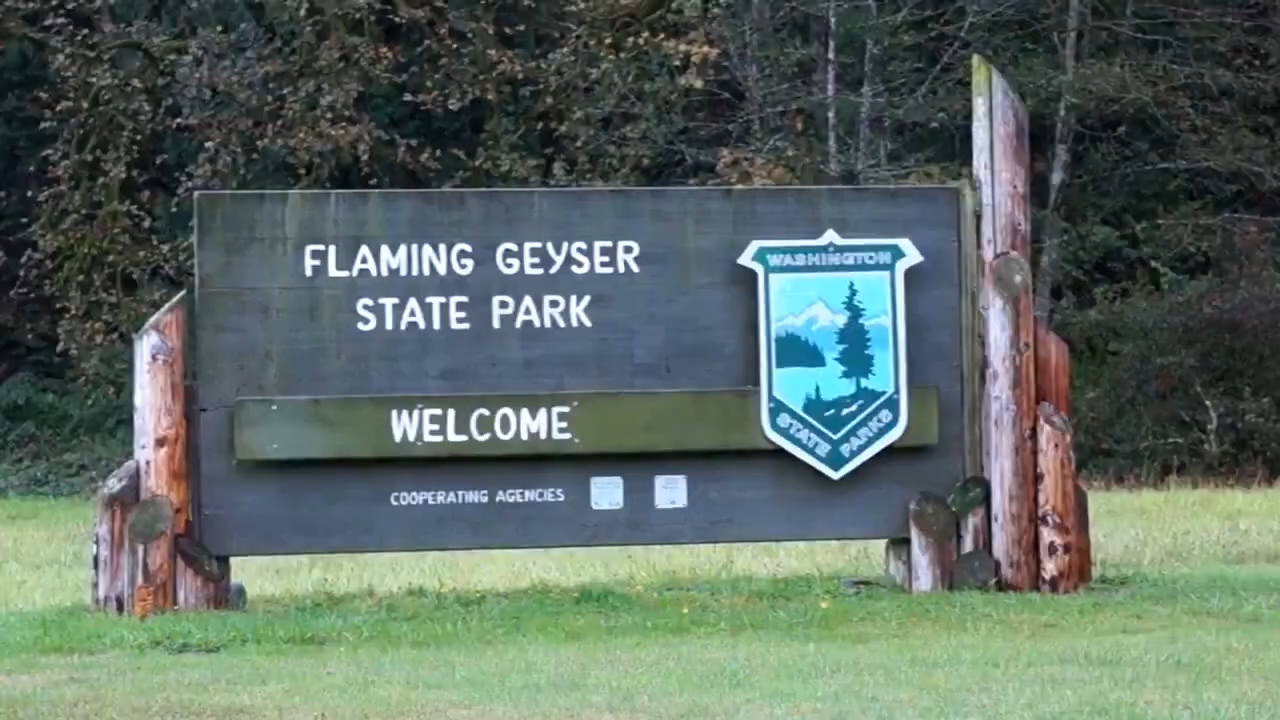 FLAMING GEYSER
STATE PARK
WELCOME
COOPERATING AGENCIES
WASHINGTON
STATE PARKS